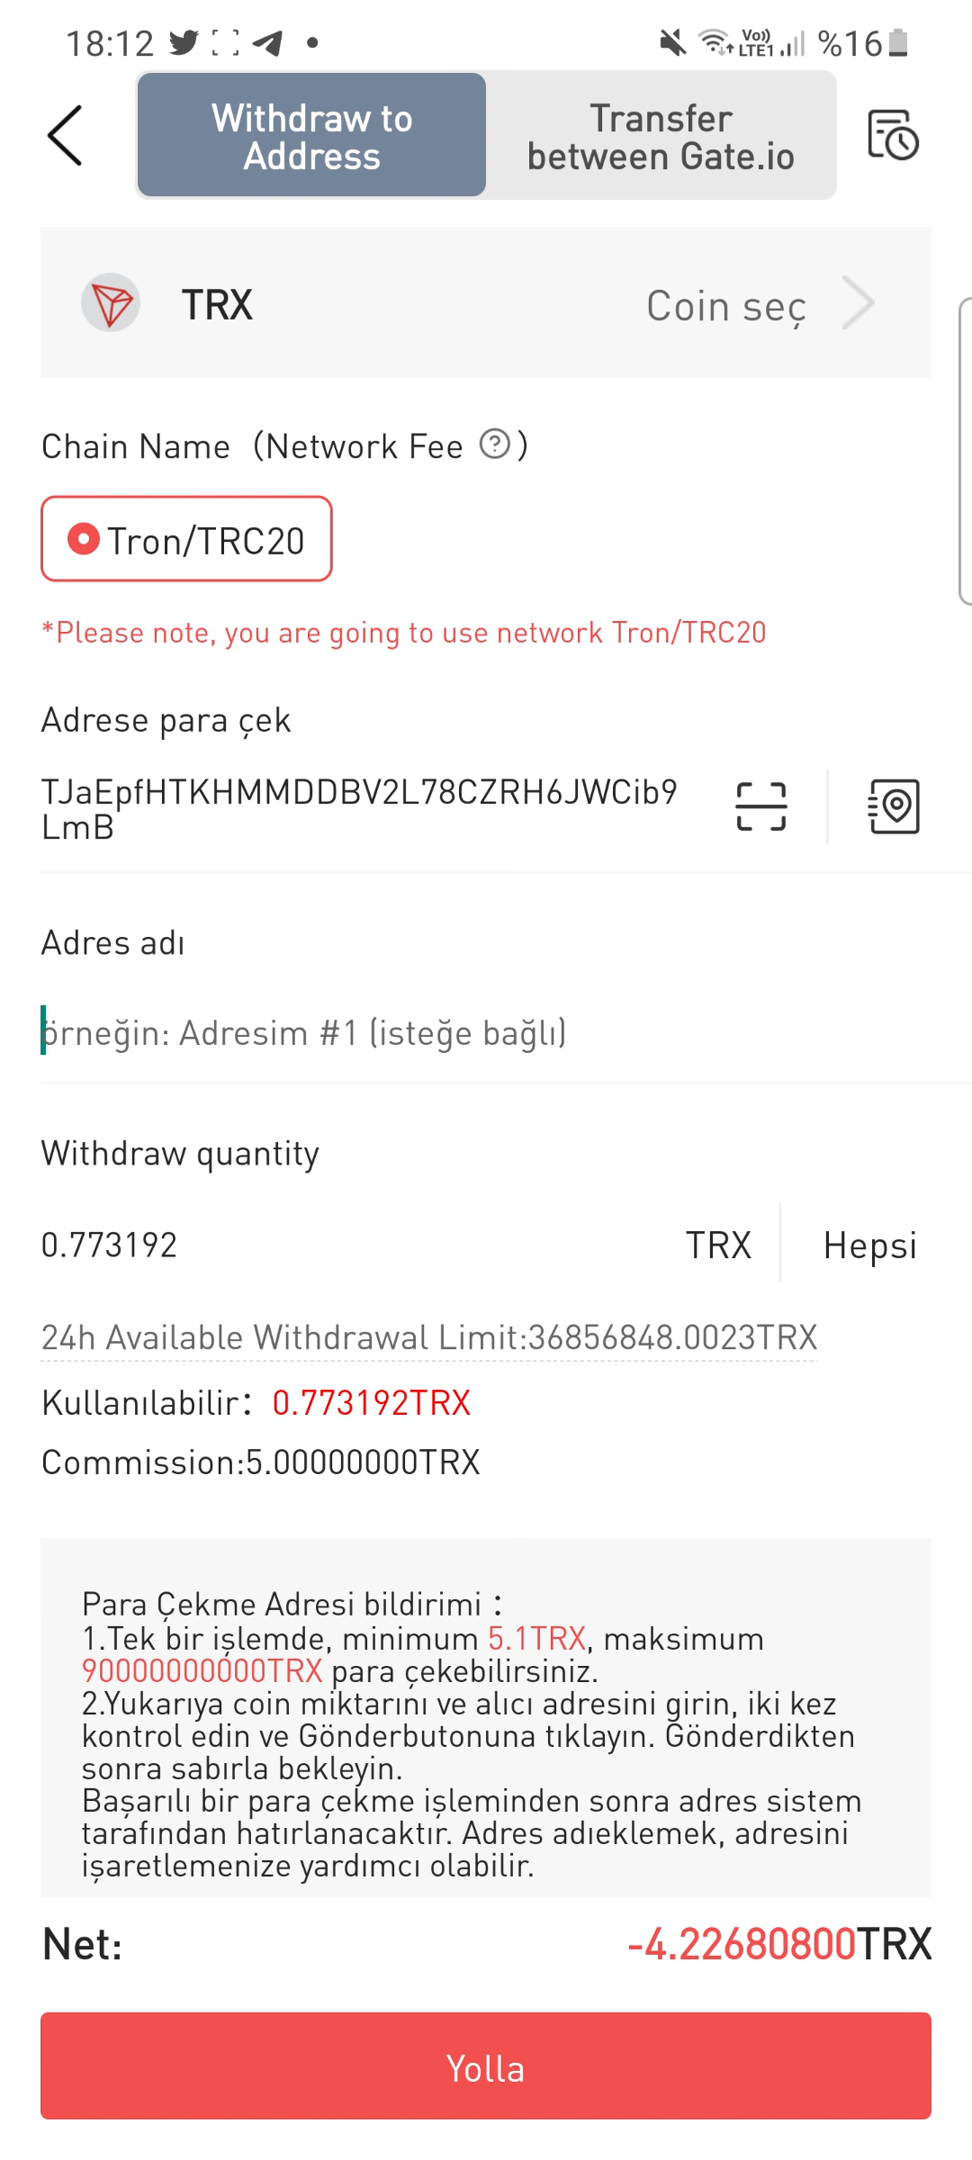 18:12
Vo))
LTE1
%16
Withdraw to
Address
Transfer
between Gate.io
TRX
Coin seç
Chain Name (Network Fee ?)
Tron/TRC20
*Please note, you are going to use network Tron/TRC20
Adrese para çek
TJaEpfHTKHMMDDBV2L78CZRH6JWCib9
LmB
Adres adı
örneğin: Adresim #1 (isteğe bağlı)
Withdraw quantity
0.773192
TRX
Hepsi
24h Available Withdrawal Limit:36856848.0023TRX
Kullanılabilir: 0.773192TRX
Commission:5.00000000TRX
Para Çekme Adresi bildirimi :
1.Tek bir işlemde, minimum 5.1TRX, maksimum
90000000000TRX para çekebilirsiniz.
2.Yukarıya coin miktarını ve alıcı adresini girin, iki kez
kontrol edin ve Gönderbutonuna tıklayın. Gönderdikten
sonra sabırla bekleyin.
Başarılı bir para çekme işleminden sonra adres sistem
tarafından hatırlanacaktır. Adres adıeklemek, adresini
işaretlemenize yardımcı olabilir.
Net:
-4.22680800TRX
Yolla